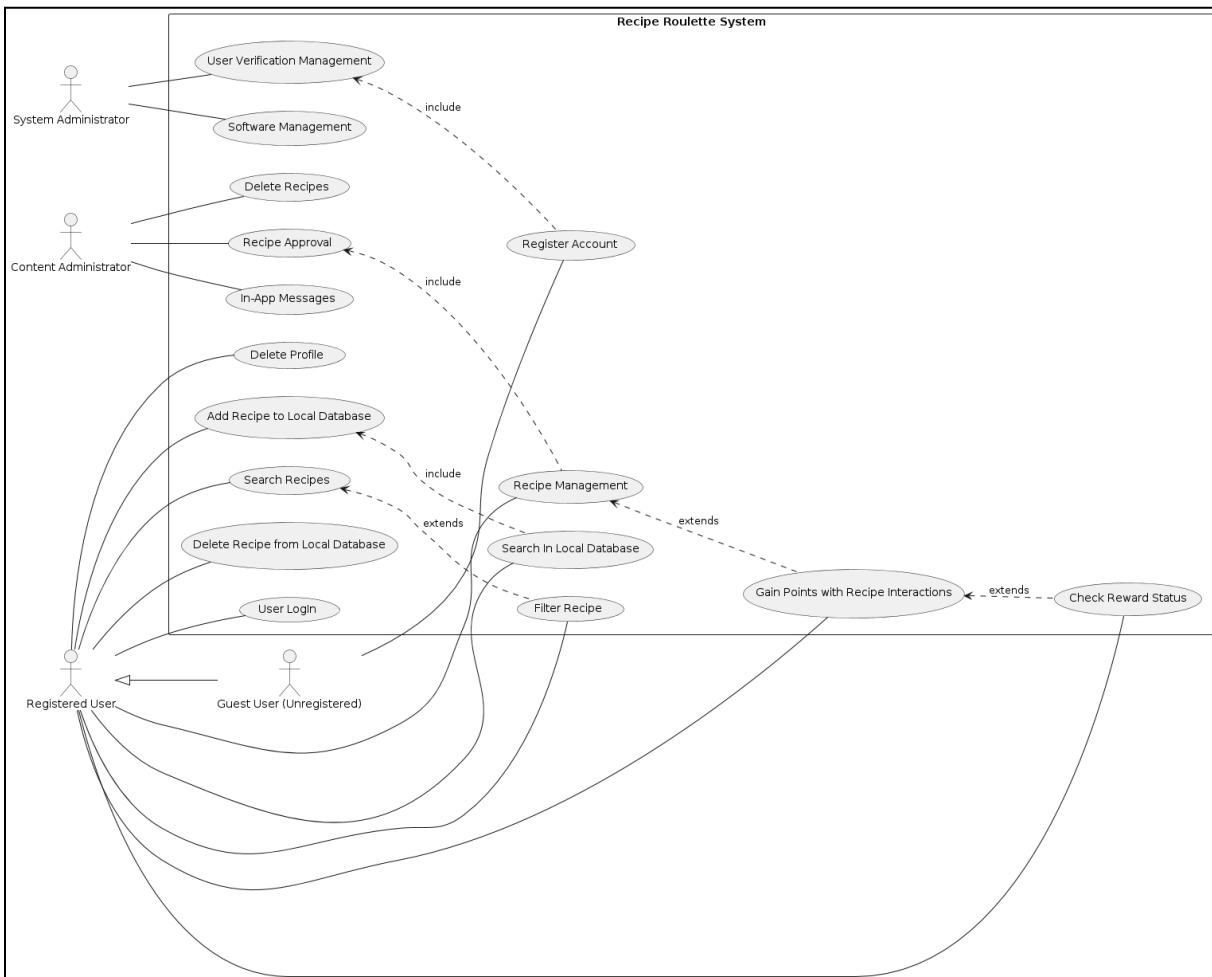 Recipe Roulette System
User Verification Management
System Administrator
include
Software Management
Delete Recipes
Content Administrator
Recipe Approval
Register Account
include
In-App Messages
Delete Profile
Add Recipe to Local Database
include
Search Recipes
Recipe Management
extends
extends
Delete Recipe from Local Database
Search In Local Database
Gain Points with Recipe Interactions
extends
Check Reward Status
User LogIn
Filter Recipe
Registered User
Guest User (Unregistered)